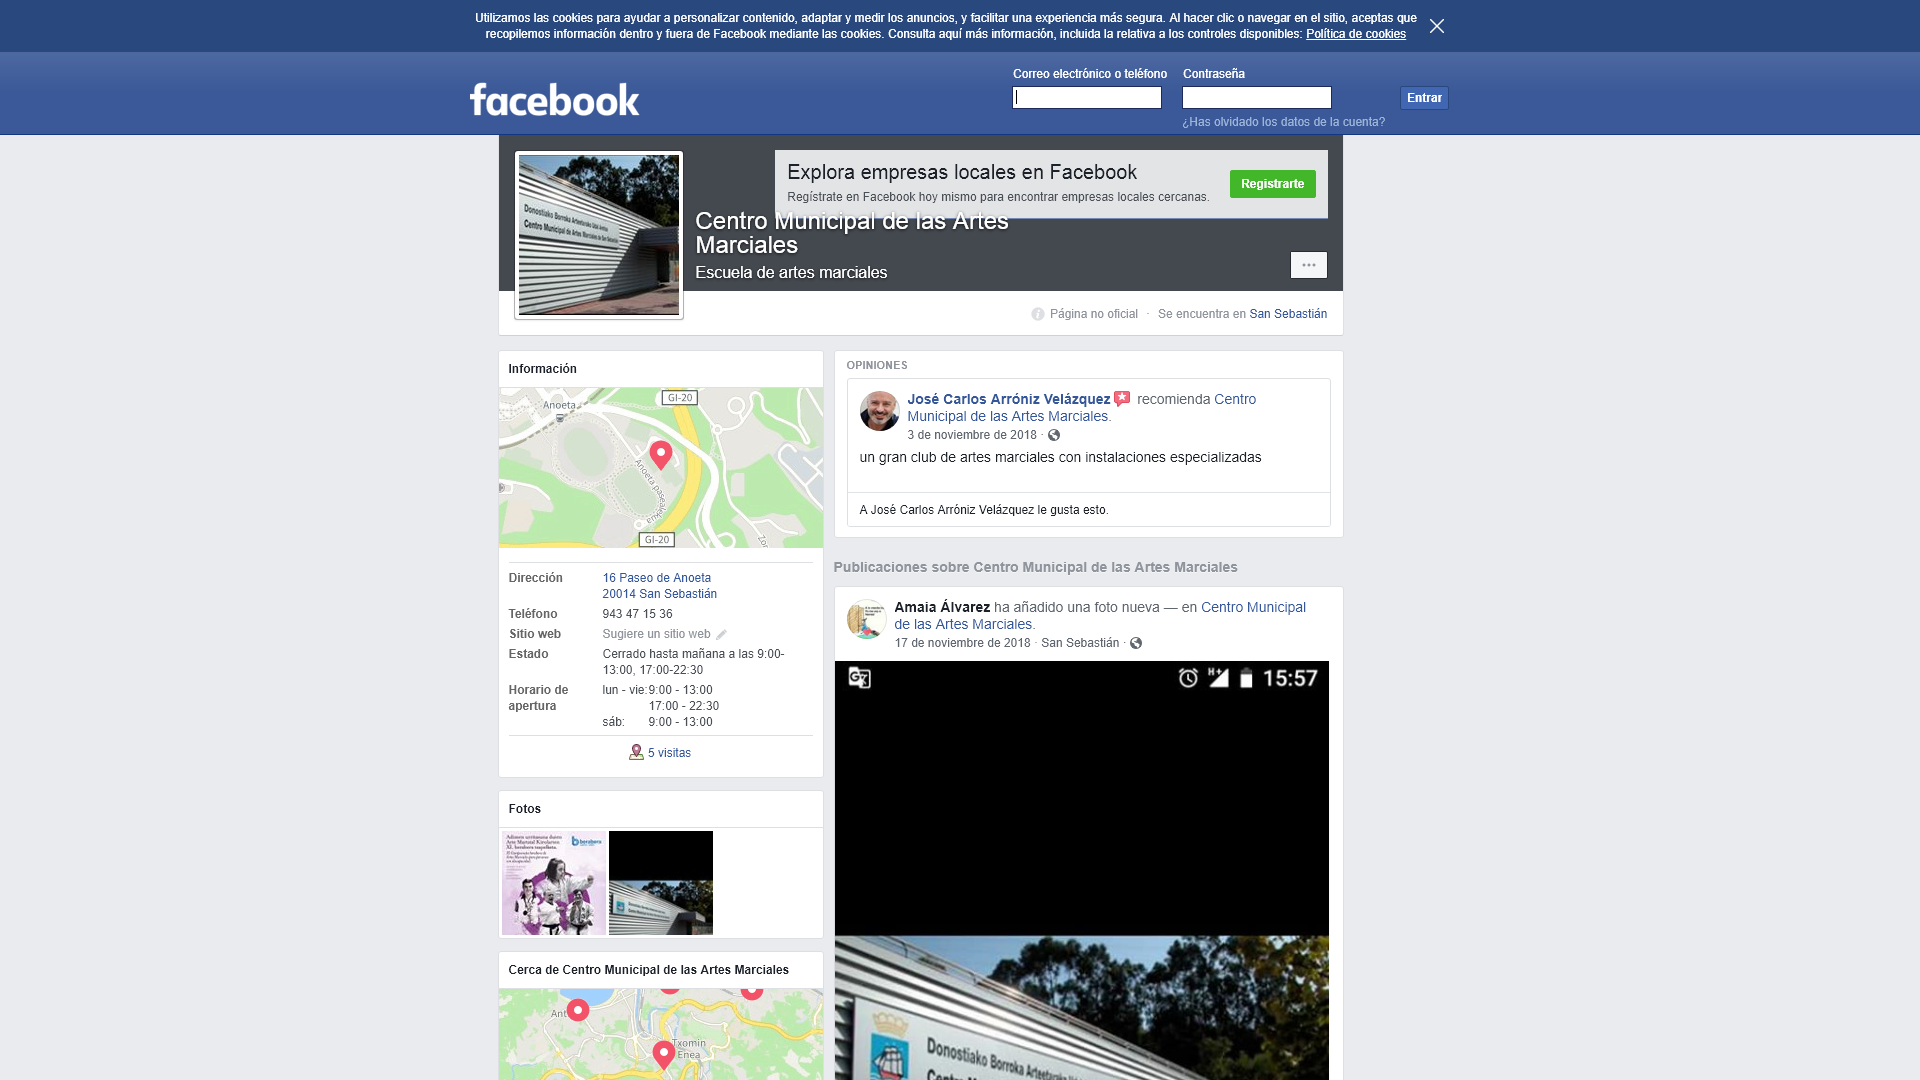 Utilizamos las cookies para ayudar a personalizar contenido, adaptar y medir los anuncios, y facilitar una experiencia más segura. Al hacer clic o navegar en el sitio, aceptas que
recopilemos información dentro y fuera de Facebook mediante las cookies. Consulta aquí más información, incluida la relativa a los controles disponibles: Política de cookies
facebook
Correo electrónico o teléfono
Contraseña
Entrar
¿Has olvidado los datos de la cuenta?
Explora empresas locales en Facebook
Regístrate en Facebook hoy mismo para encontrar empresas locales cercanas.
Registrarte
Centro Municipal de las Artes
Marciales
Escuela de artes marciales
Página no oficial · Se encuentra en San Sebastián
Información
GI-20
Anoeta
Anoeta pasealekua
GI-20
Dirección
16 Paseo de Anoeta
20014 San Sebastián
Teléfono
943 47 15 36
Sitio web
Sugiere un sitio web
Estado
Cerrado hasta mañana a las 9:00-
13:00, 17:00-22:30
Horario de
apertura
lun - vie: 9:00 - 13:00
17:00 - 22:30
sáb: 9:00 - 13:00
5 visitas
Fotos
Cerca de Centro Municipal de las Artes Marciales
Txomin
Enea
OPINIONES
José Carlos Arróniz Velázquez recomienda Centro
Municipal de las Artes Marciales.
3 de noviembre de 2018 ·
un gran club de artes marciales con instalaciones especializadas
A José Carlos Arróniz Velázquez le gusta esto.
Publicaciones sobre Centro Municipal de las Artes Marciales
Amaia Álvarez ha añadido una foto nueva — en Centro Municipal
de las Artes Marciales.
17 de noviembre de 2018 · San Sebastián ·
H+
15:57
Donostiako Borroka Arteetarako